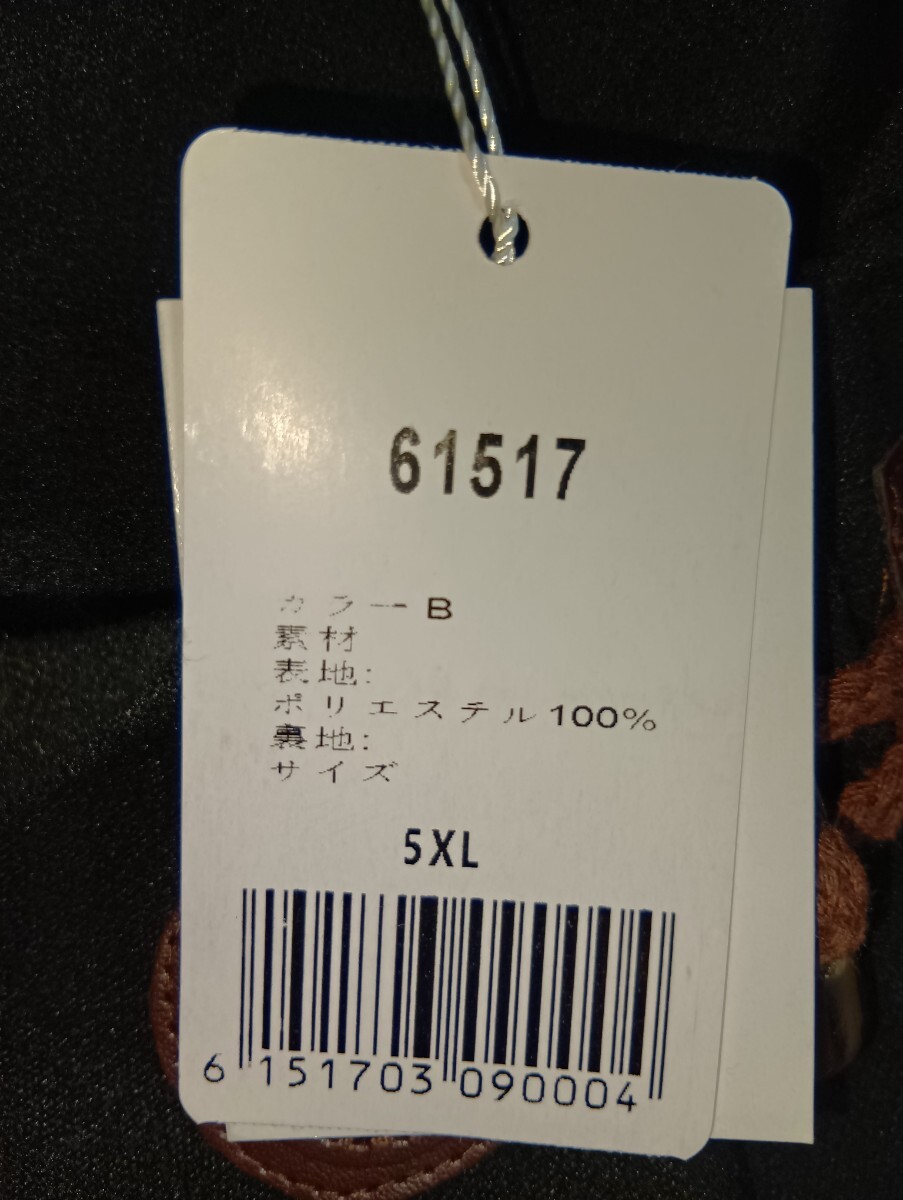 61517
カラー B
素材
表地:
ポリエステル100%
裏地:
サイズ
5XL
6 151703 090004